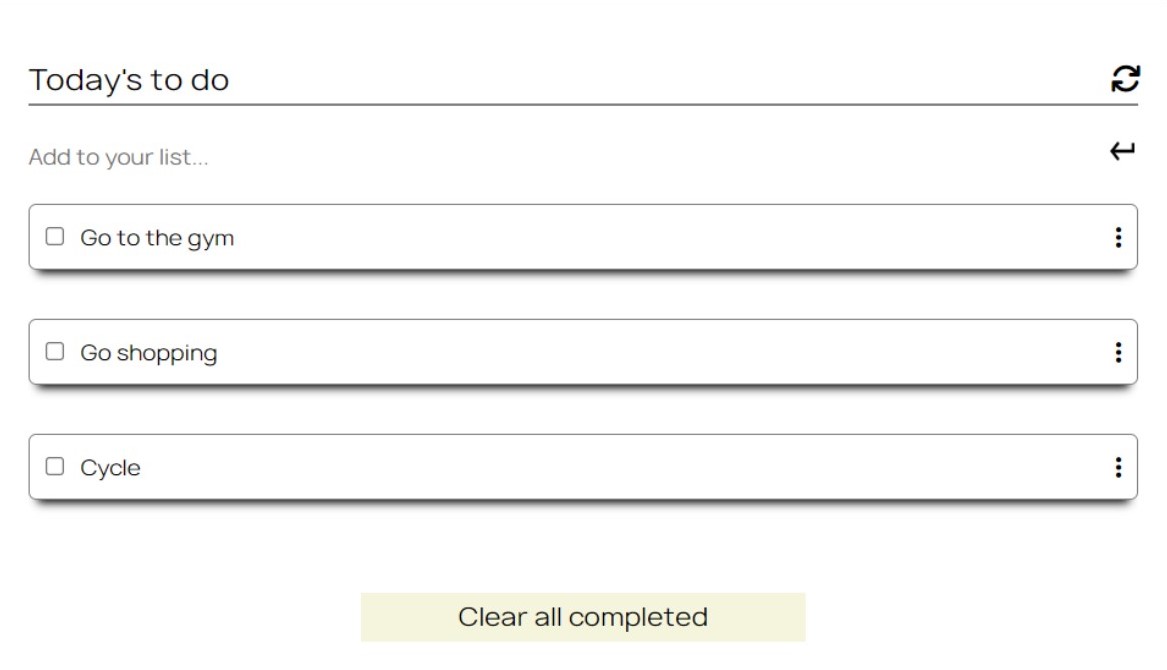 Today's to do
Add to your list...
Go to the gym
Go shopping
Cycle
Clear all completed